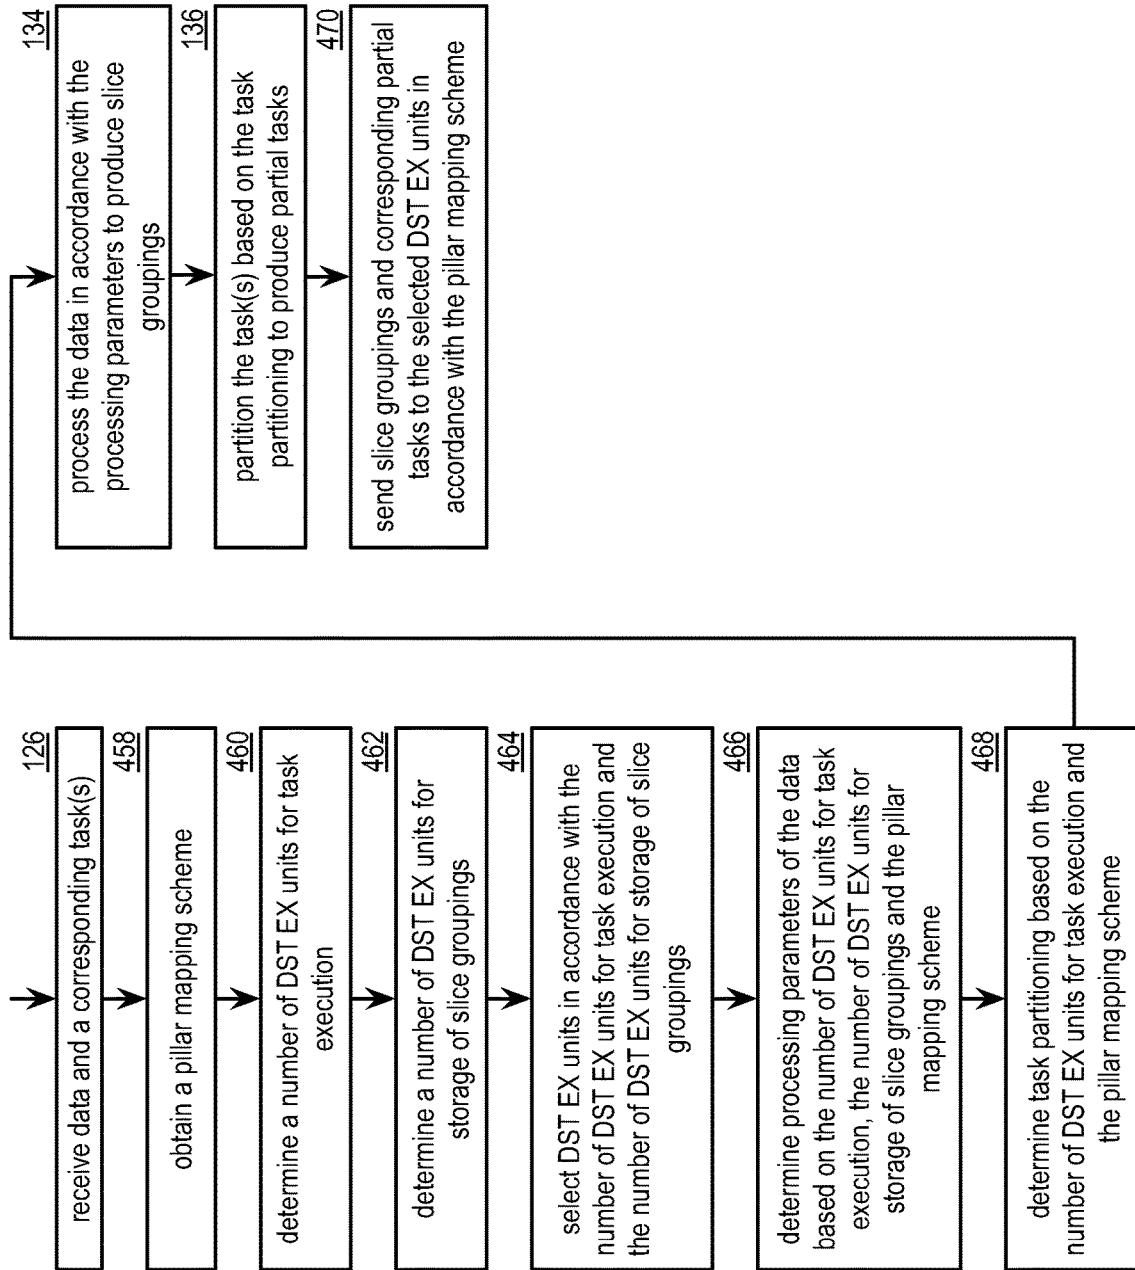 126
receive data and a corresponding task(s)
458
obtain a pillar mapping scheme
460
determine a number of DST EX units for task
execution
462
determine a number of DST EX units for
storage of slice groupings
464
select DST EX units in accordance with the
number of DST EX units for task execution and
the number of DST EX units for storage of slice
groupings
466
determine processing parameters of the data
based on the number of DST EX units for task
execution, the number of DST EX units for
storage of slice groupings and the pillar
mapping scheme
468
determine task partitioning based on the
number of DST EX units for task execution and
the pillar mapping scheme
134
process the data in accordance with the
processing parameters to produce slice
groupings
136
partition the task(s) based on the task
partitioning to produce partial tasks
470
send slice groupings and corresponding partial
tasks to the selected DST EX units in
accordance with the pillar mapping scheme